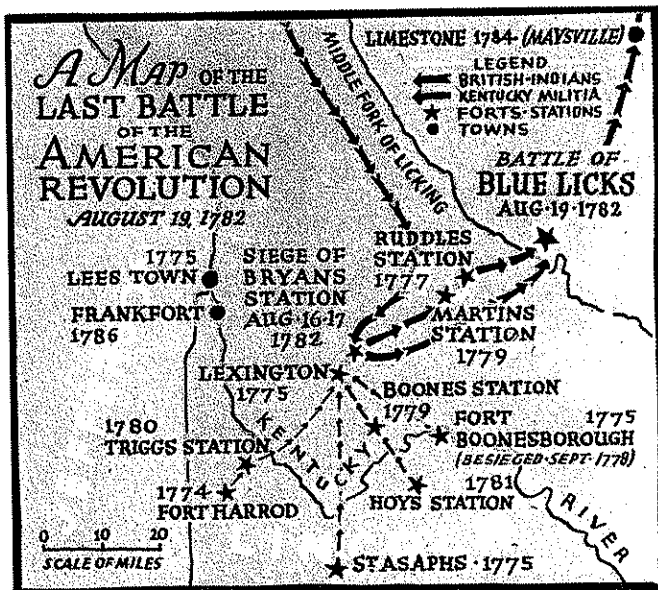 A MAP OF THE
LAST BATTLE
OF THE
AMERICAN
REVOLUTION
AUGUST 19, 1782
LIMESTONE 1784-(MAYSVILLE)
LEGEND
BRITISH-INDIANS
KENTUCKY MILITIA
FORTS-STATIONS
TOWNS
MIDDLE FORK OF LICKING
BATTLE OF
BLUE LICKS
AUG·19·1782
RUDDLES
STATION
1777
1775
LEES TOWN
FRANKFORT
1786
SIEGE OF
BRYANS
STATION
AUG·16-17
1782
MARTINS
STATION
1779
LEXINGTON
1775
BOONES STATION
1779
FORT 1775
BOONESBOROUGH
(BESIEGED·SEPT·1778)
1780
TRIGGS STATION
1774
FORT HARROD
KENTUCKY
RIVER
1781
HOYS STATION
ST. ASAPHS·1775
0 10 20
SCALE OF MILES